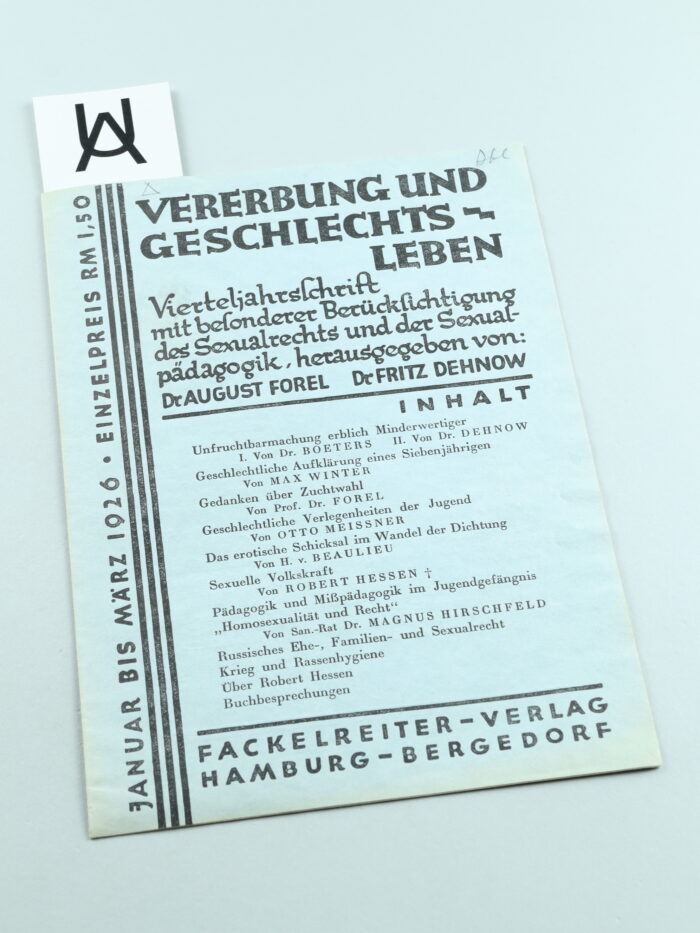 UA
VERERBUNG UND
GESCHLECHTS-
LEBEN
Vierteljahrsſchrift
mit beſonderer Berückſichtigung
des Sexualrechts und der Sexual-
pädagogik, herausgegeben von:
Dr AUGUST FOREL Dr FRITZ DEHNOW
INHALT
Unfruchtbarmachung erblich Minderwertiger
I. Von Dr. BOETERS II. Von Dr. DEHNOW
Geschlechtliche Aufklärung eines Siebenjährigen
Von MAX WINTER
Gedanken über Zuchtwahl
Von Prof. Dr. FOREL
Geschlechtliche Verlegenheiten der Jugend
Von OTTO MEISSNER
Das erotische Schicksal im Wandel der Dichtung
Von H. v. BEAULIEU
Sexuelle Volkskraft
Von ROBERT HESSEN †
Pädagogik und Mißpädagogik im Jugendgefängnis
„Homosexualität und Recht“
Von San.-Rat Dr. MAGNUS HIRSCHFELD
Russisches Ehe-, Familien- und Sexualrecht
Krieg und Rassenhygiene
Über Robert Hessen
Buchbesprechungen
FACKELREITER-VERLAG
HAMBURG-BERGEDORF
JANUAR BIS MÄRZ 1926 • EINZELPREIS RM 1,50